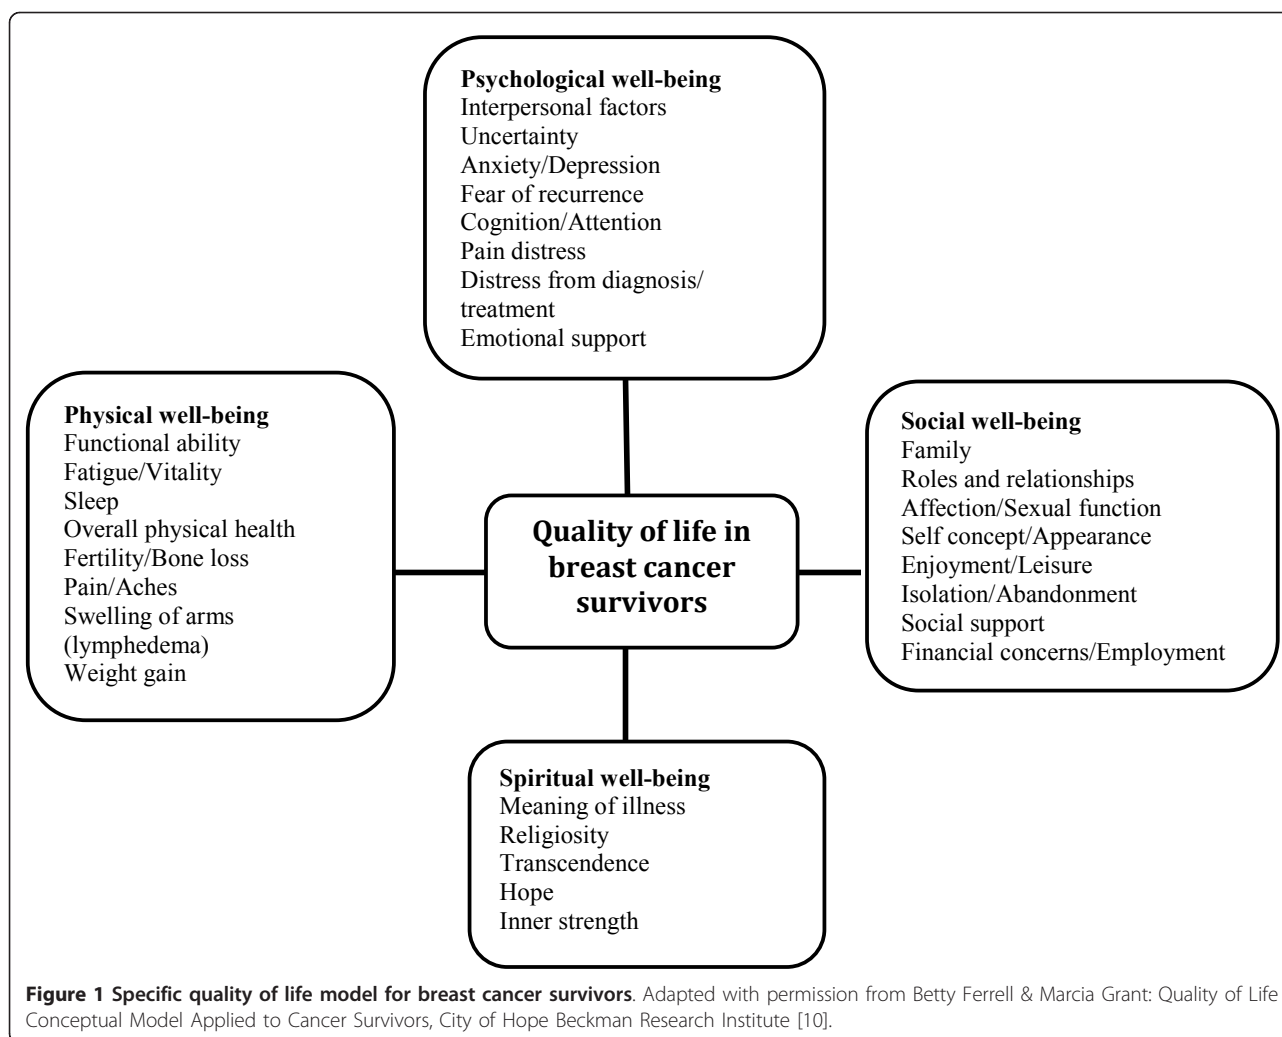 Psychological well-being
Interpersonal factors
Uncertainty
Anxiety/Depression
Fear of recurrence
Cognition/Attention
Pain distress
Distress from diagnosis/
treatment
Emotional support
Physical well-being
Functional ability
Fatigue/Vitality
Sleep
Overall physical health
Fertility/Bone loss
Pain/Aches
Swelling of arms
(lymphedema)
Weight gain
Quality of life in
breast cancer
survivors
Social well-being
Family
Roles and relationships
Affection/Sexual function
Self concept/Appearance
Enjoyment/Leisure
Isolation/Abandonment
Social support
Financial concerns/Employment
Spiritual well-being
Meaning of illness
Religiosity
Transcendence
Hope
Inner strength
Figure 1 Specific quality of life model for breast cancer survivors. Adapted with permission from Betty Ferrell & Marcia Grant: Quality of Life
Conceptual Model Applied to Cancer Survivors, City of Hope Beckman Research Institute [10].